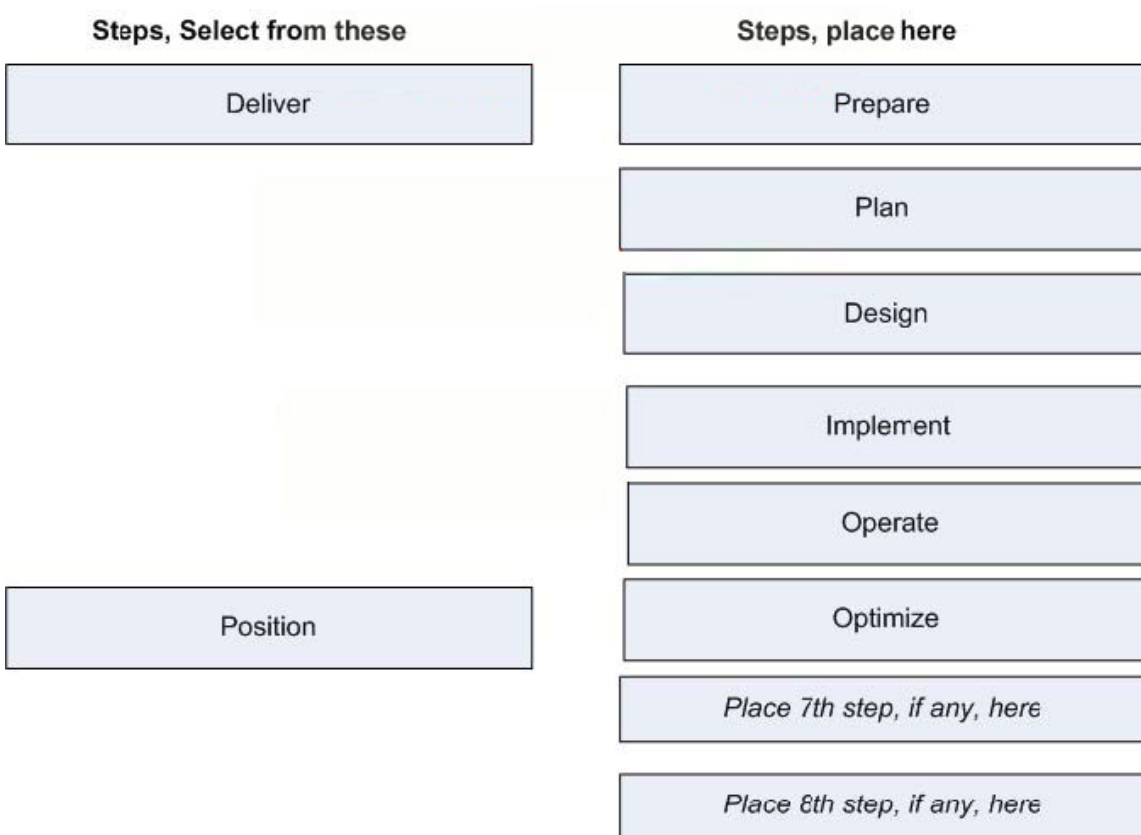 Steps, Select from these
Steps, place here
Deliver
Prepare
Plan
Design
Implement
Operate
Position
Optimize
Place 7th step, if any, here
Place 8th step, if any, here